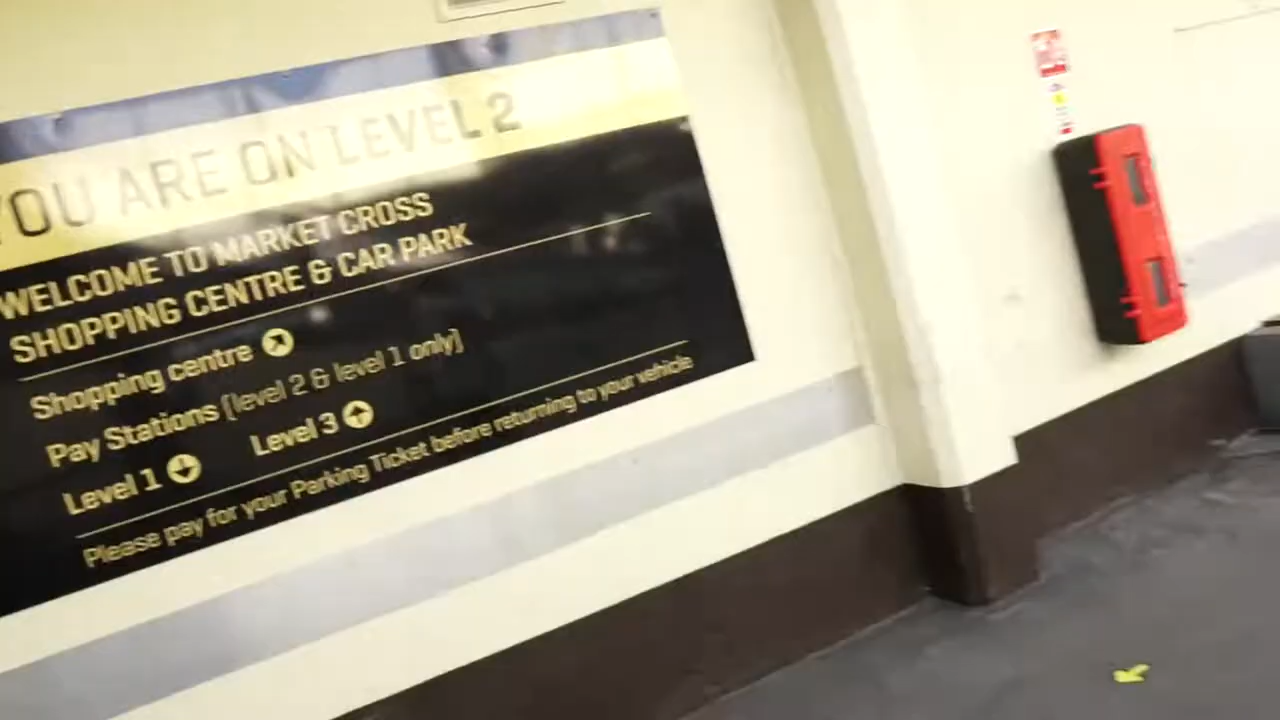 YOU ARE ON LEVEL 2
WELCOME TO MARKET CROSS
SHOPPING CENTRE & CAR PARK
Shopping centre
Pay Stations (level 2 & level 1 only)
Level 1 Level 3
Please pay for your Parking Ticket before returning to your vehicle